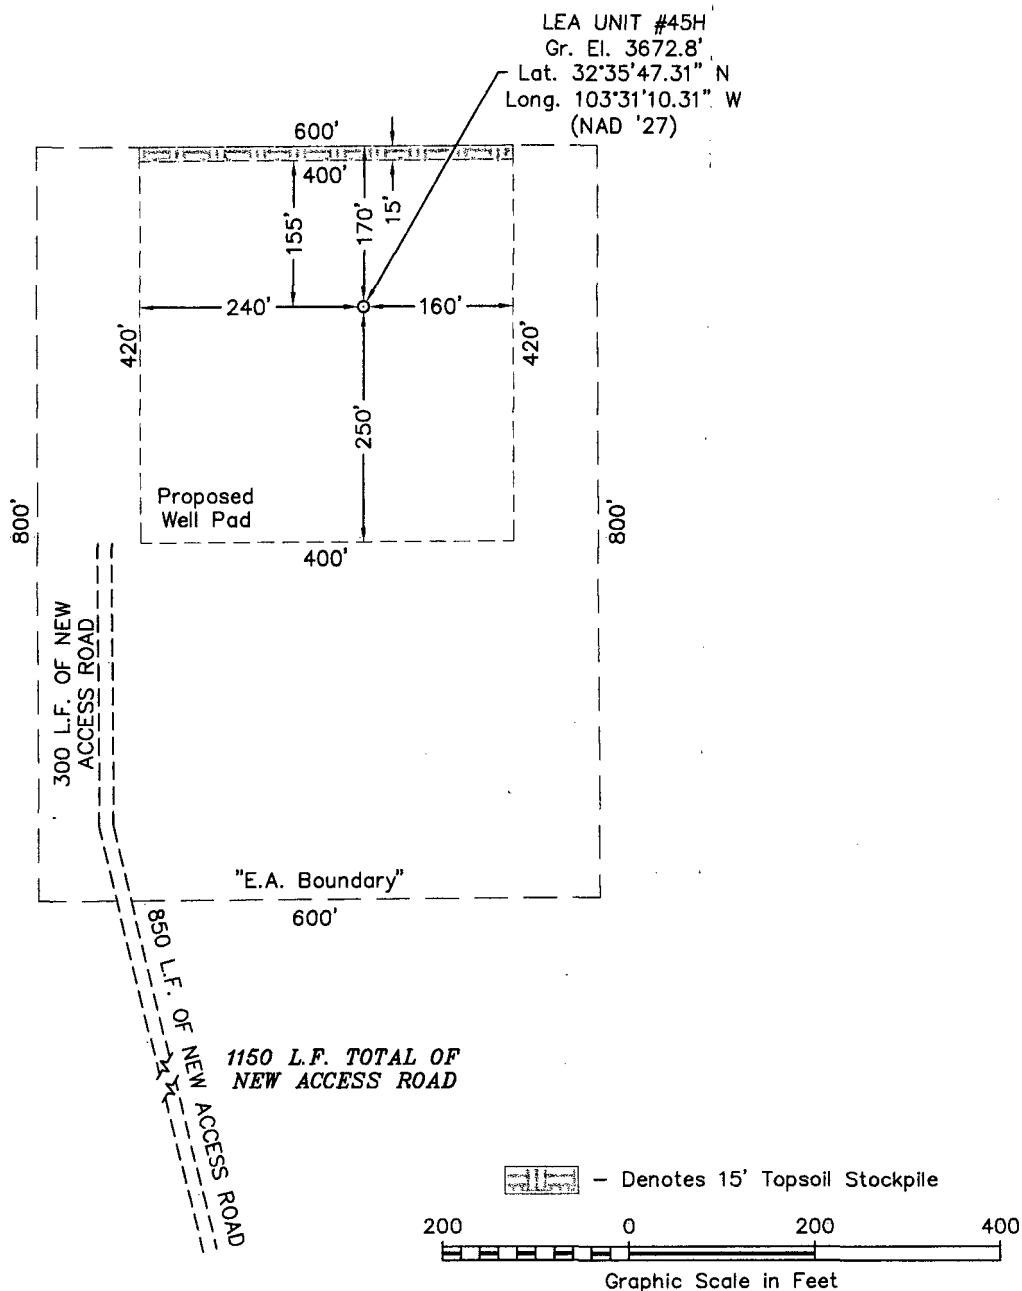 LEA UNIT #45H
Gr. El. 3672.8'
Lat. 32°35'47.31" N
Long. 103°31'10.31" W
(NAD '27)
600'
400'
155'
170'
15'
240'
160'
420'
420'
250'
Proposed
Well Pad
400'
800'
800'
300 L.F. OF NEW
ACCESS ROAD
"E.A. Boundary"
600'
850 L.F. OF NEW ACCESS ROAD
1150 L.F. TOTAL OF
NEW ACCESS ROAD
– Denotes 15' Topsoil Stockpile
200 0 200 400
Graphic Scale in Feet